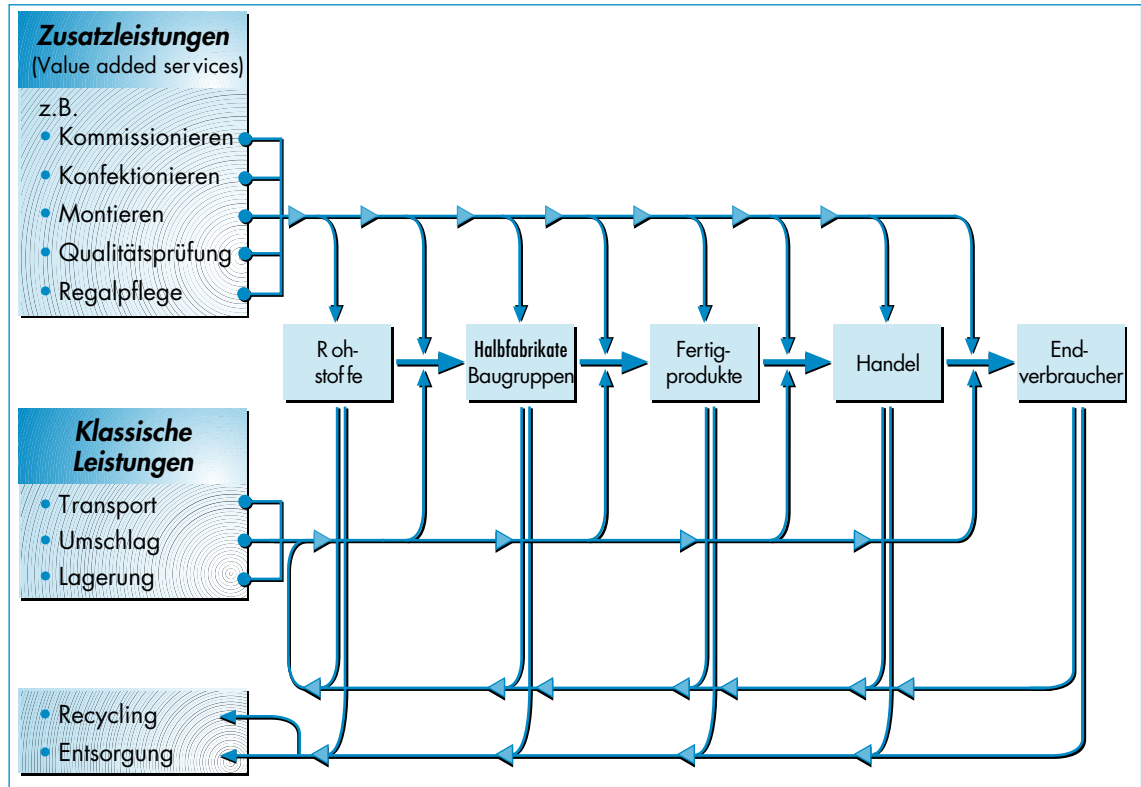 Zusatzleistungen
(Value added services)
z.B.
• Kommissionieren
• Konfektionieren
• Montieren
• Qualitätsprüfung
• Regalpflege
Roh-
stoffe
Halbfabrikate
Baugruppen
Fertig-
produkte
Handel
End-
verbraucher
Klassische
Leistungen
• Transport
• Umschlag
• Lagerung
• Recycling
• Entsorgung